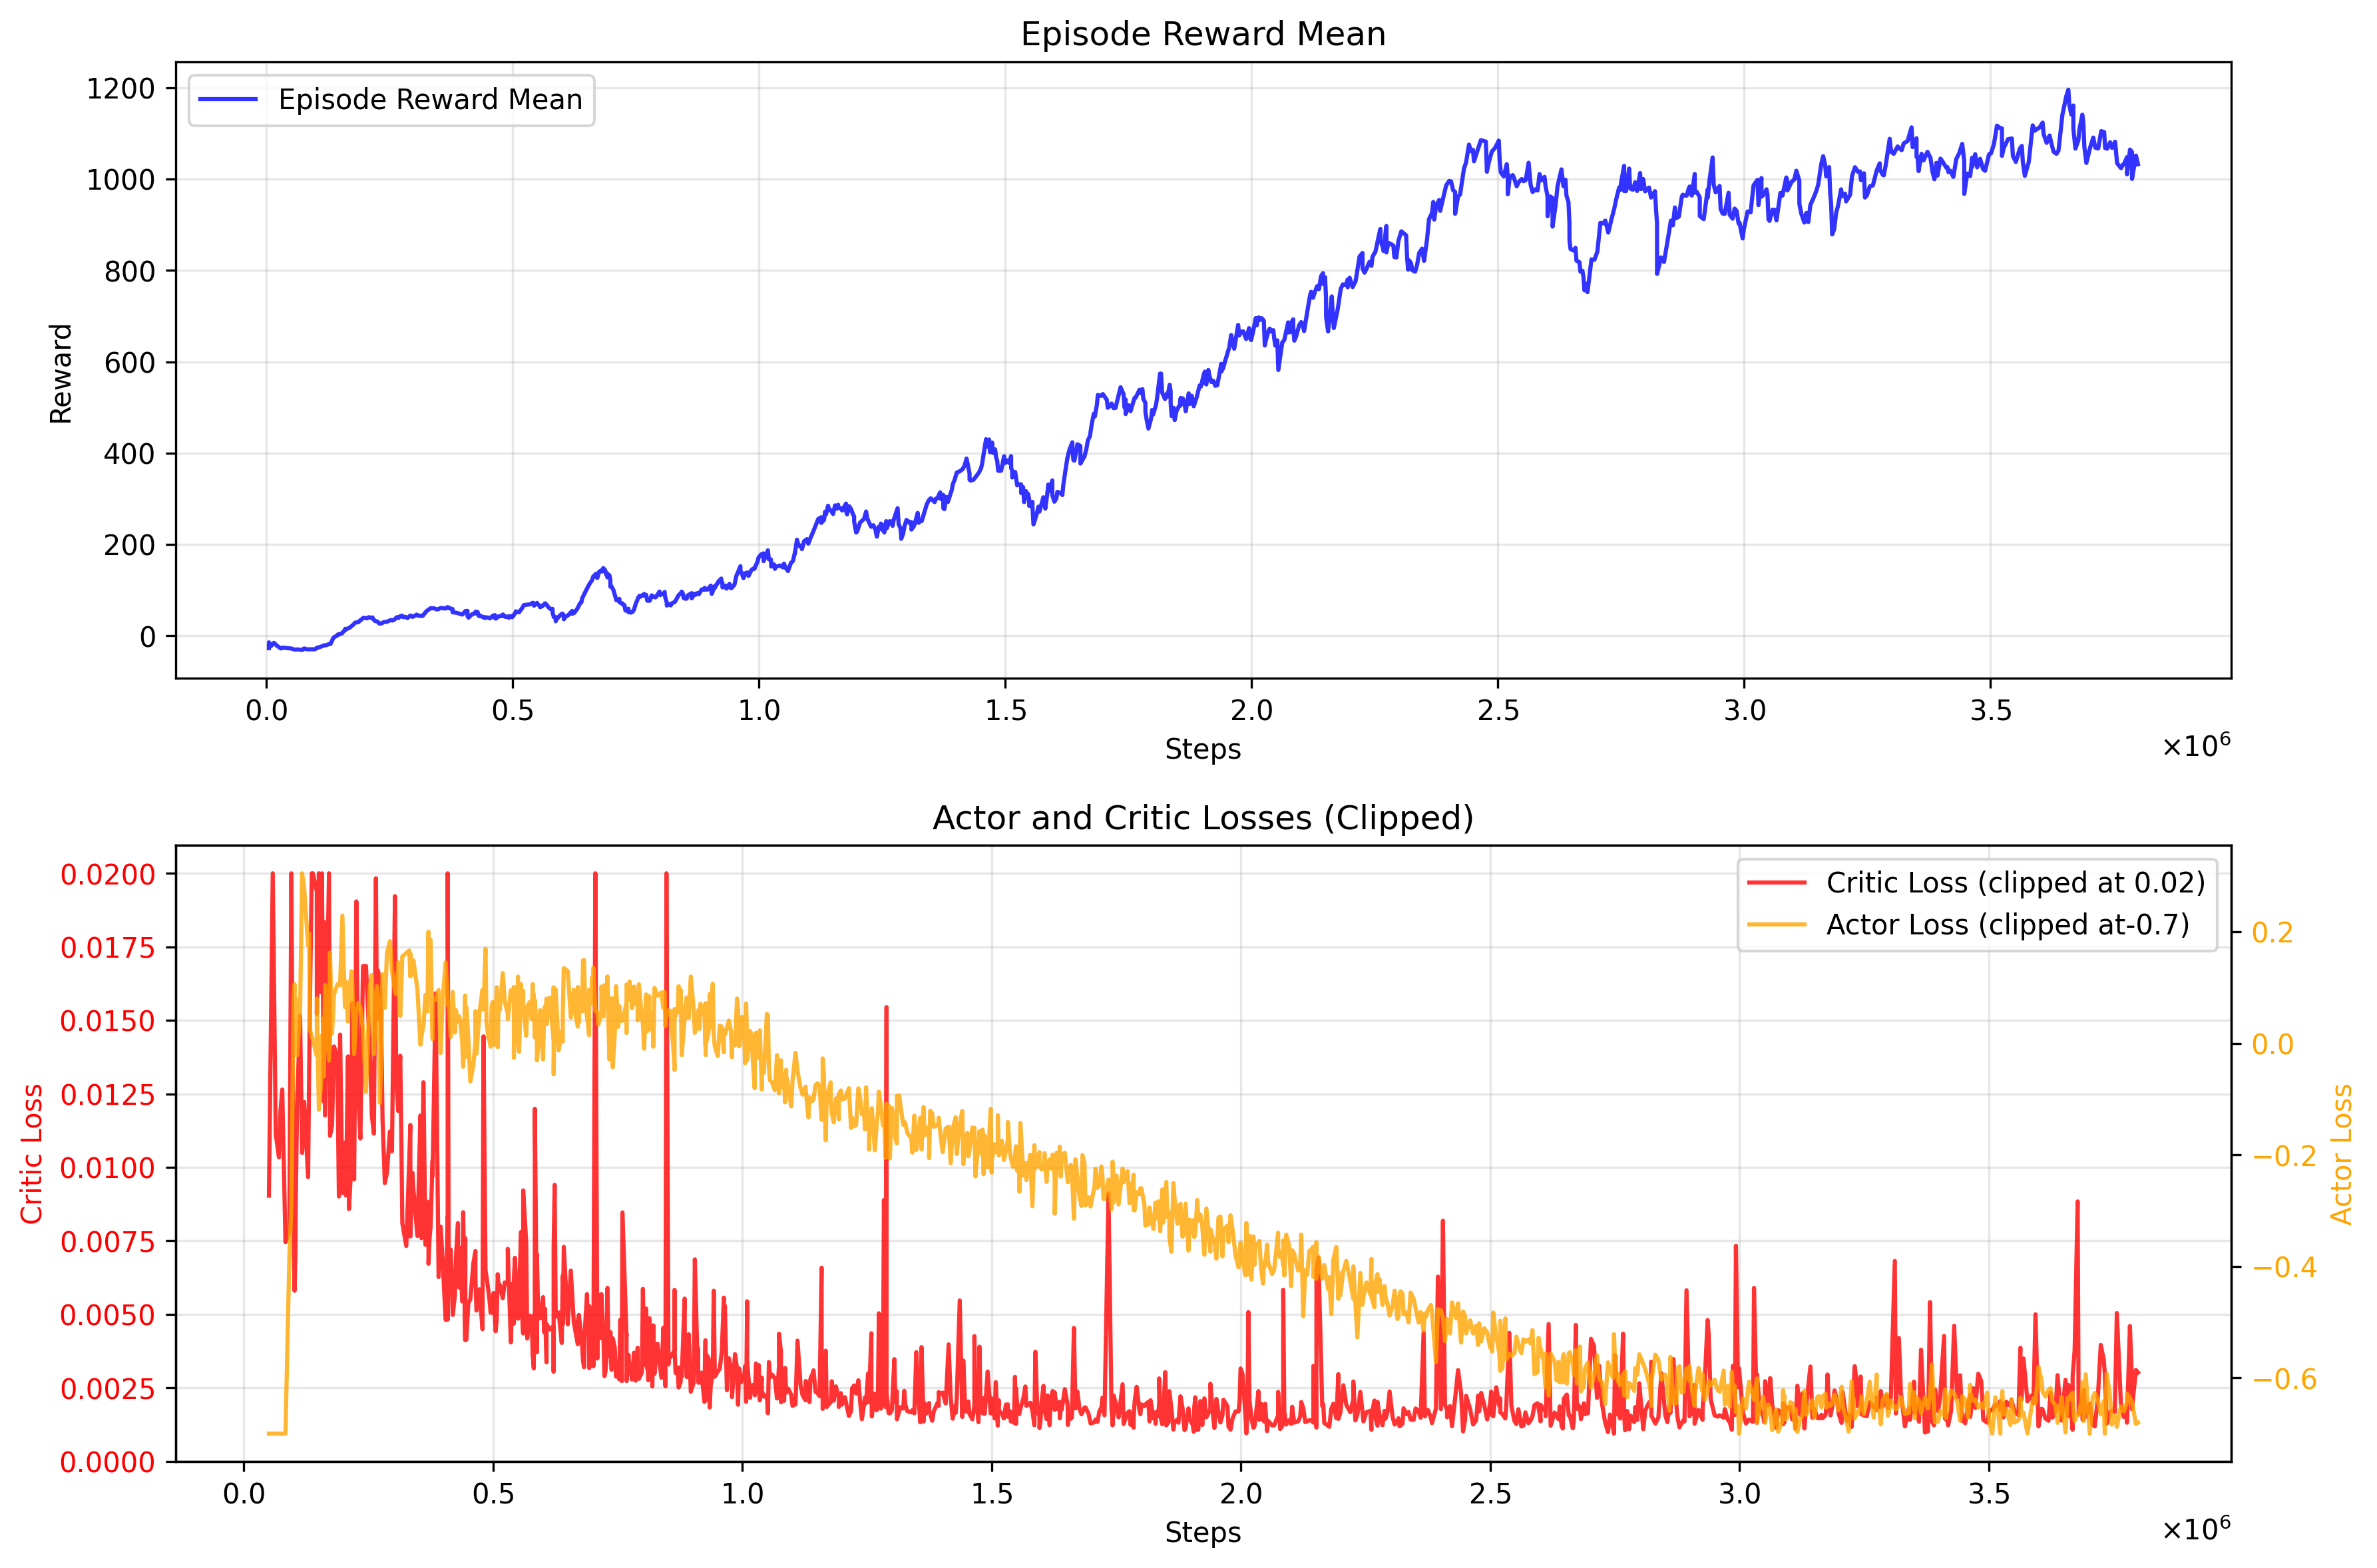 Episode Reward Mean
Episode Reward Mean
1200
1000
800
600
400
200
0
Reward
0.0 0.5 1.0 1.5 2.0 2.5 3.0 3.5
Steps
×10⁶
Actor and Critic Losses (Clipped)
Critic Loss (clipped at 0.02)
Actor Loss (clipped at-0.7)
0.0200
0.0175
0.0150
0.0125
0.0100
0.0075
0.0050
0.0025
0.0000
Critic Loss
0.2
0.0
−0.2
−0.4
−0.6
Actor Loss
0.0 0.5 1.0 1.5 2.0 2.5 3.0 3.5
Steps
×10⁶